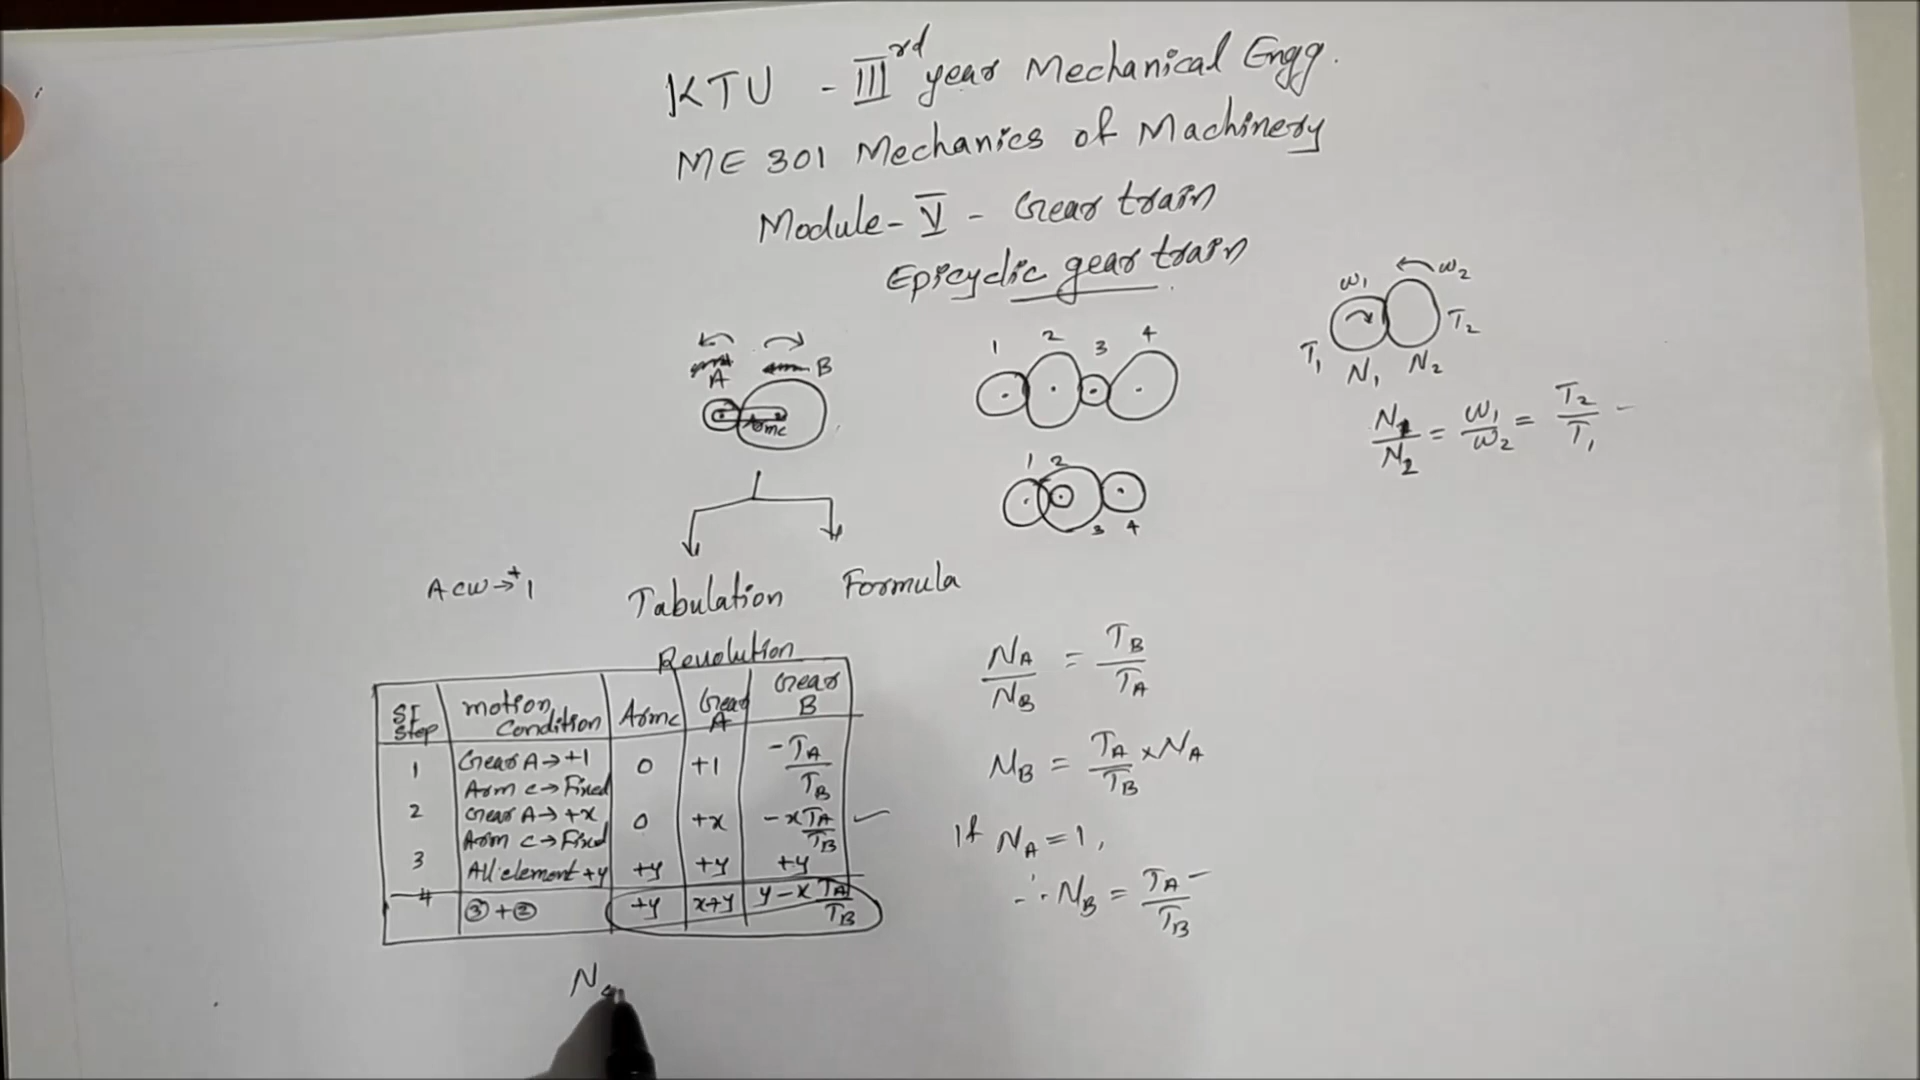 KTU - IIIrd year Mechanical Engg.
ME 301 Mechanics of Machinery
Module - V - Gear train
Epicyclic gear train
A B
Arm c
1 2 3 4
1 2
3 4
ω1 ω2
T1 T2
N1 N2
N1/N2 = ω1/ω2 = T2/T1 -
ACW → +1
Tabulation Formula
Revolution
Sl Step motion Condition Arm c Gear A Gear B
1 Gear A → +1 Arm c → Fixed 0 +1 -TA/TB
2 Gear A → +x Arm c → Fixed 0 +x -x TA/TB
3 All element +y +y +y +y
4 ③+② +y x+y y-x TA/TB
NA/NB = TB/TA
NB = TA/TB × NA
If NA = 1,
∴ NB = TA/TB
N